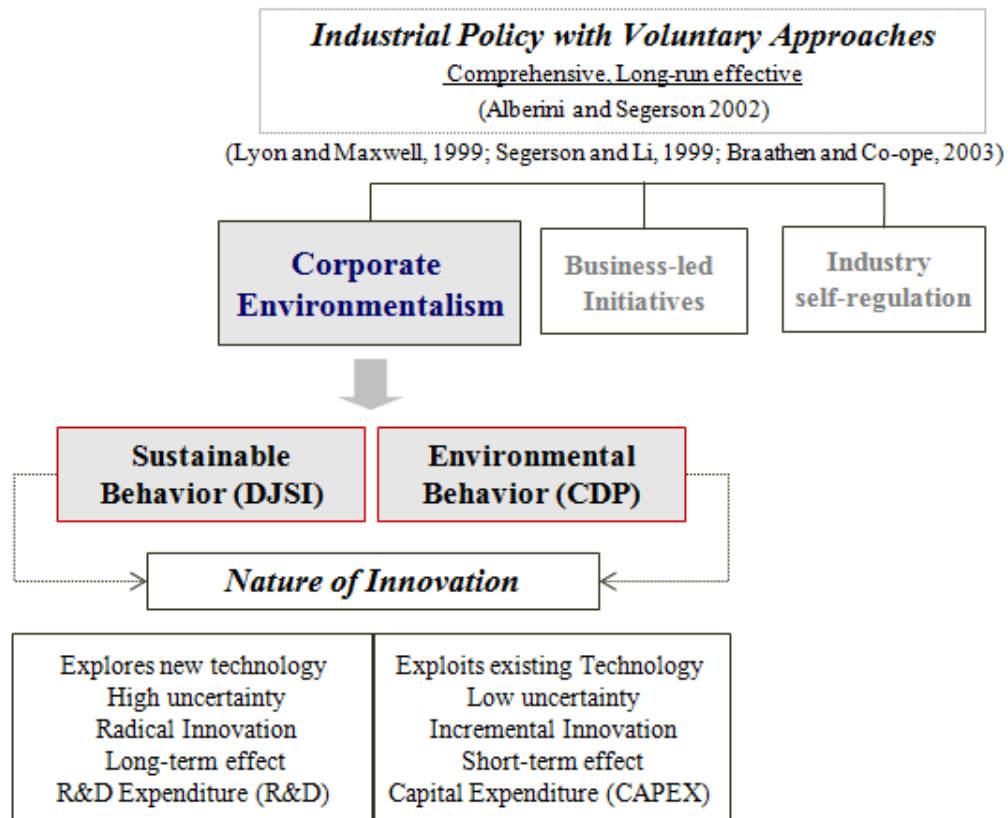 Industrial Policy with Voluntary Approaches
Comprehensive, Long-run effective
(Alberini and Segerson 2002)
(Lyon and Maxwell, 1999; Segerson and Li, 1999; Braathen and Co-ope, 2003)
Corporate
Environmentalism
Business-led
Initiatives
Industry
self-regulation
Sustainable
Behavior (DJSI)
Environmental
Behavior (CDP)
Nature of Innovation
Explores new technology
High uncertainty
Radical Innovation
Long-term effect
R&D Expenditure (R&D)
Exploits existing Technology
Low uncertainty
Incremental Innovation
Short-term effect
Capital Expenditure (CAPEX)